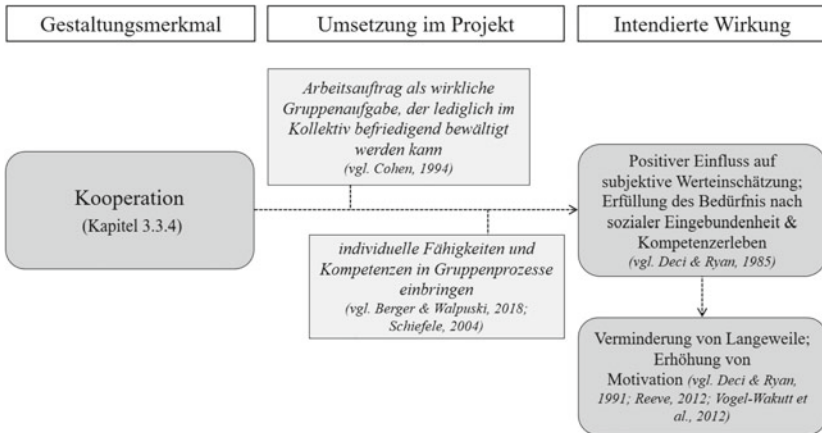 Gestaltungsmerkmal
Umsetzung im Projekt
Intendierte Wirkung
Arbeitsauftrag als wirkliche
Gruppenaufgabe, der lediglich im
Kollektiv befriedigend bewältigt
werden kann
(vgl. Cohen, 1994)
Kooperation
(Kapitel 3.3.4)
individuelle Fähigkeiten und
Kompetenzen in Gruppenprozesse
einbringen
(vgl. Berger & Walpuski, 2018;
Schiefele, 2004)
Positiver Einfluss auf
subjektive Werteinschätzung;
Erfüllung des Bedürfnis nach
sozialer Eingebundenheit &
Kompetenzerleben
(vgl. Deci & Ryan, 1985)
Verminderung von Langeweile;
Erhöhung von
Motivation (vgl. Deci & Ryan,
1991; Reeve, 2012; Vogel-Wakutt et
al., 2012)